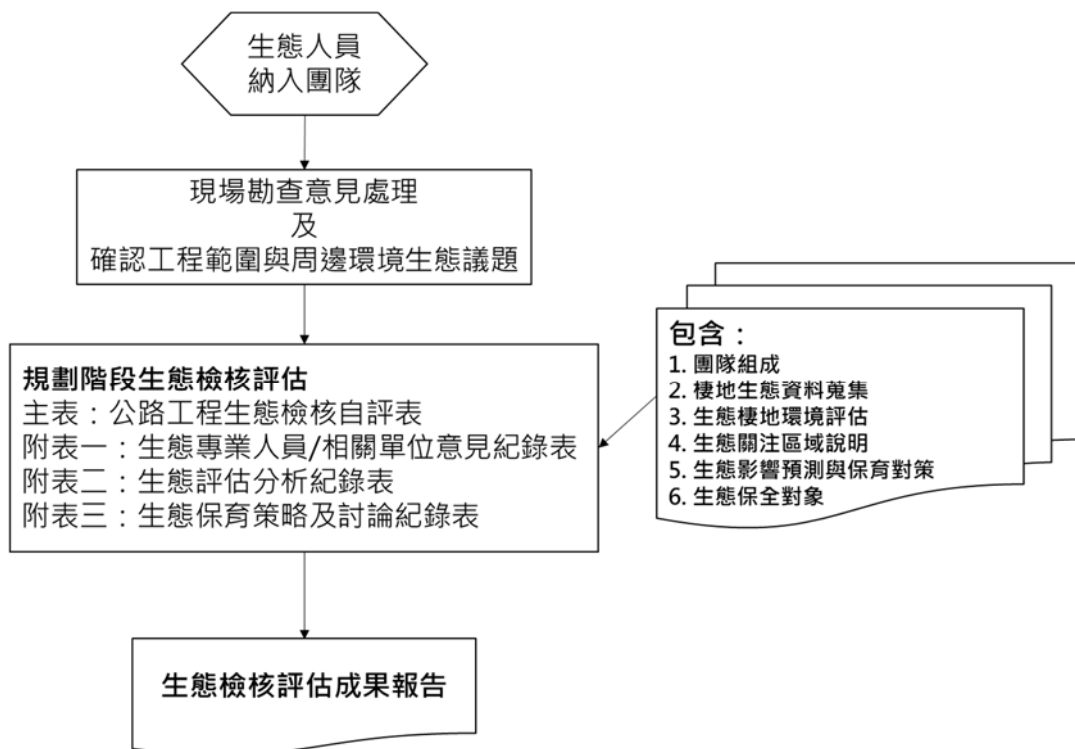 生態人員
納入團隊
現場勘查意見處理
及
確認工程範圍與周邊環境生態議題
規劃階段生態檢核評估
主表：公路工程生態檢核自評表
附表一：生態專業人員/相關單位意見紀錄表
附表二：生態評估分析紀錄表
附表三：生態保育策略及討論紀錄表
包含：
1. 團隊組成
2. 棲地生態資料蒐集
3. 生態棲地環境評估
4. 生態關注區域說明
5. 生態影響預測與保育對策
6. 生態保全對象
生態檢核評估成果報告